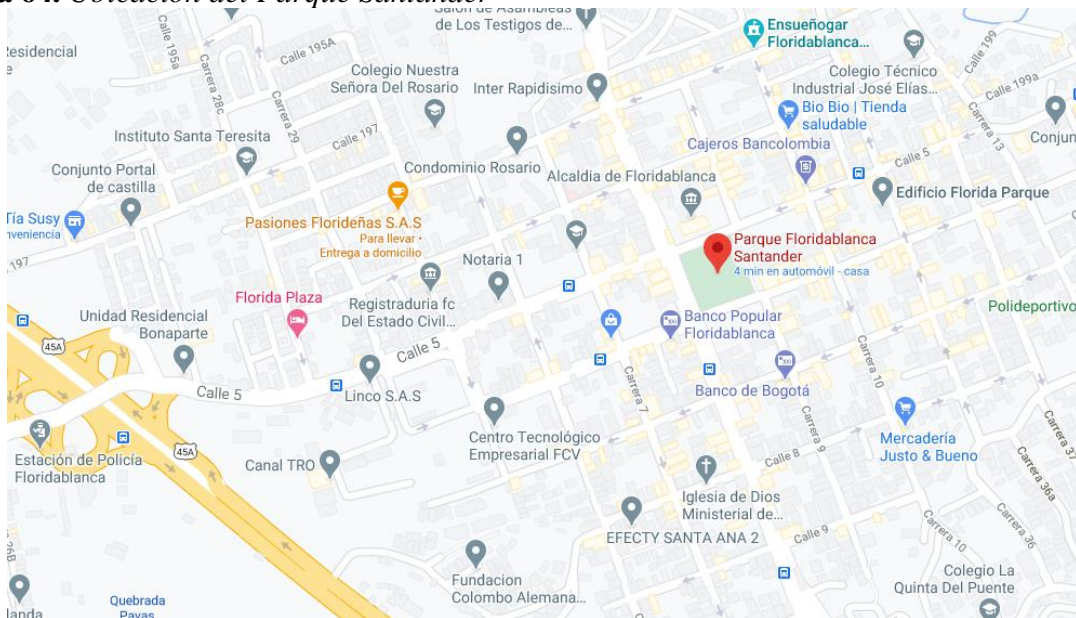 Ubicación del Parque Santander
Salón de Asambleas
de Los Testigos de...
Ensueñogar
Floridablanca...
Calle 199
Residencial
Carrera 195a
Calle 195A
Carrera 28c
Colegio Nuestra
Señora Del Rosario
Inter Rapidisimo
Colegio Técnico
Industrial José Elías...
Calle 199a
Carrera 29
Bio Bio | Tienda
saludable
Carrera 13
Instituto Santa Teresita
Calle 197
Cajeros Bancolombia
Conjun
Conjunto Portal
de castilla
Condominio Rosario
Alcaldia de Floridablanca
Calle 5
Edificio Florida Parque
Tía Susy
nveniencia
Pasiones Florideñas S.A.S
Para llevar •
Entrega a domicilio
Parque Floridablanca
Santander
4 min en automóvil - casa
197
Notaria 1
Florida Plaza
Registraduria fc
Del Estado Civil...
Polideportivo
Unidad Residencial
Bonaparte
Banco Popular
Floridablanca
45A
Calle 5
Carrera 7
Carrera 10
Calle 5
Linco S.A.S
Banco de Bogotá
Carrera 9
Carrera 37
Estación de Policía
Floridablanca
45A
Canal TRO
Centro Tecnológico
Empresarial FCV
Calle 8
Mercadería
Justo & Bueno
Carrera 36a
Iglesia de Dios
Ministerial de...
EFECTY SANTA ANA 2
Calle 9
Carrera 10
Carrera 36
26B
Fundacion
Colombo Alemana...
Colegio La
Quinta Del Puente
landa
Quebrada
Payas